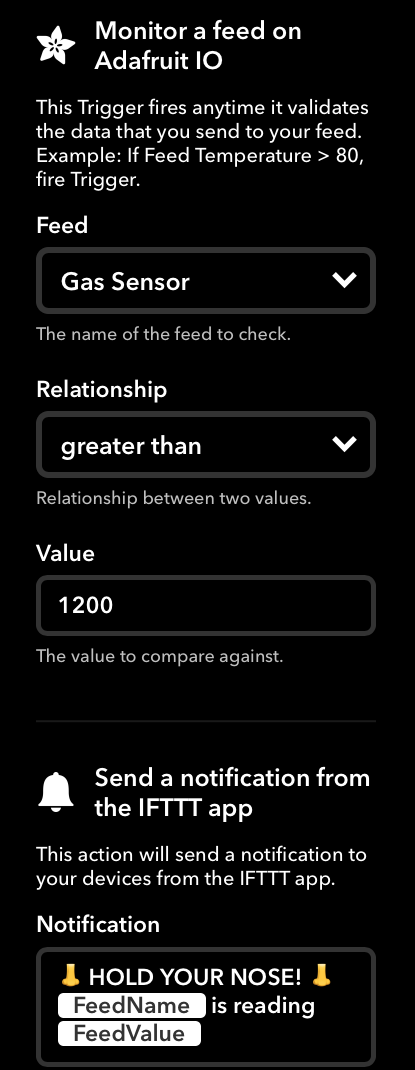 Monitor a feed on
Adafruit IO
This Trigger fires anytime it validates
the data that you send to your feed.
Example: If Feed Temperature > 80,
fire Trigger.
Feed
Gas Sensor
The name of the feed to check.
Relationship
greater than
Relationship between two values.
Value
1200
The value to compare against.
Send a notification from
the IFTTT app
This action will send a notification to
your devices from the IFTTT app.
Notification
👃 HOLD YOUR NOSE! 👃
FeedName is reading
FeedValue